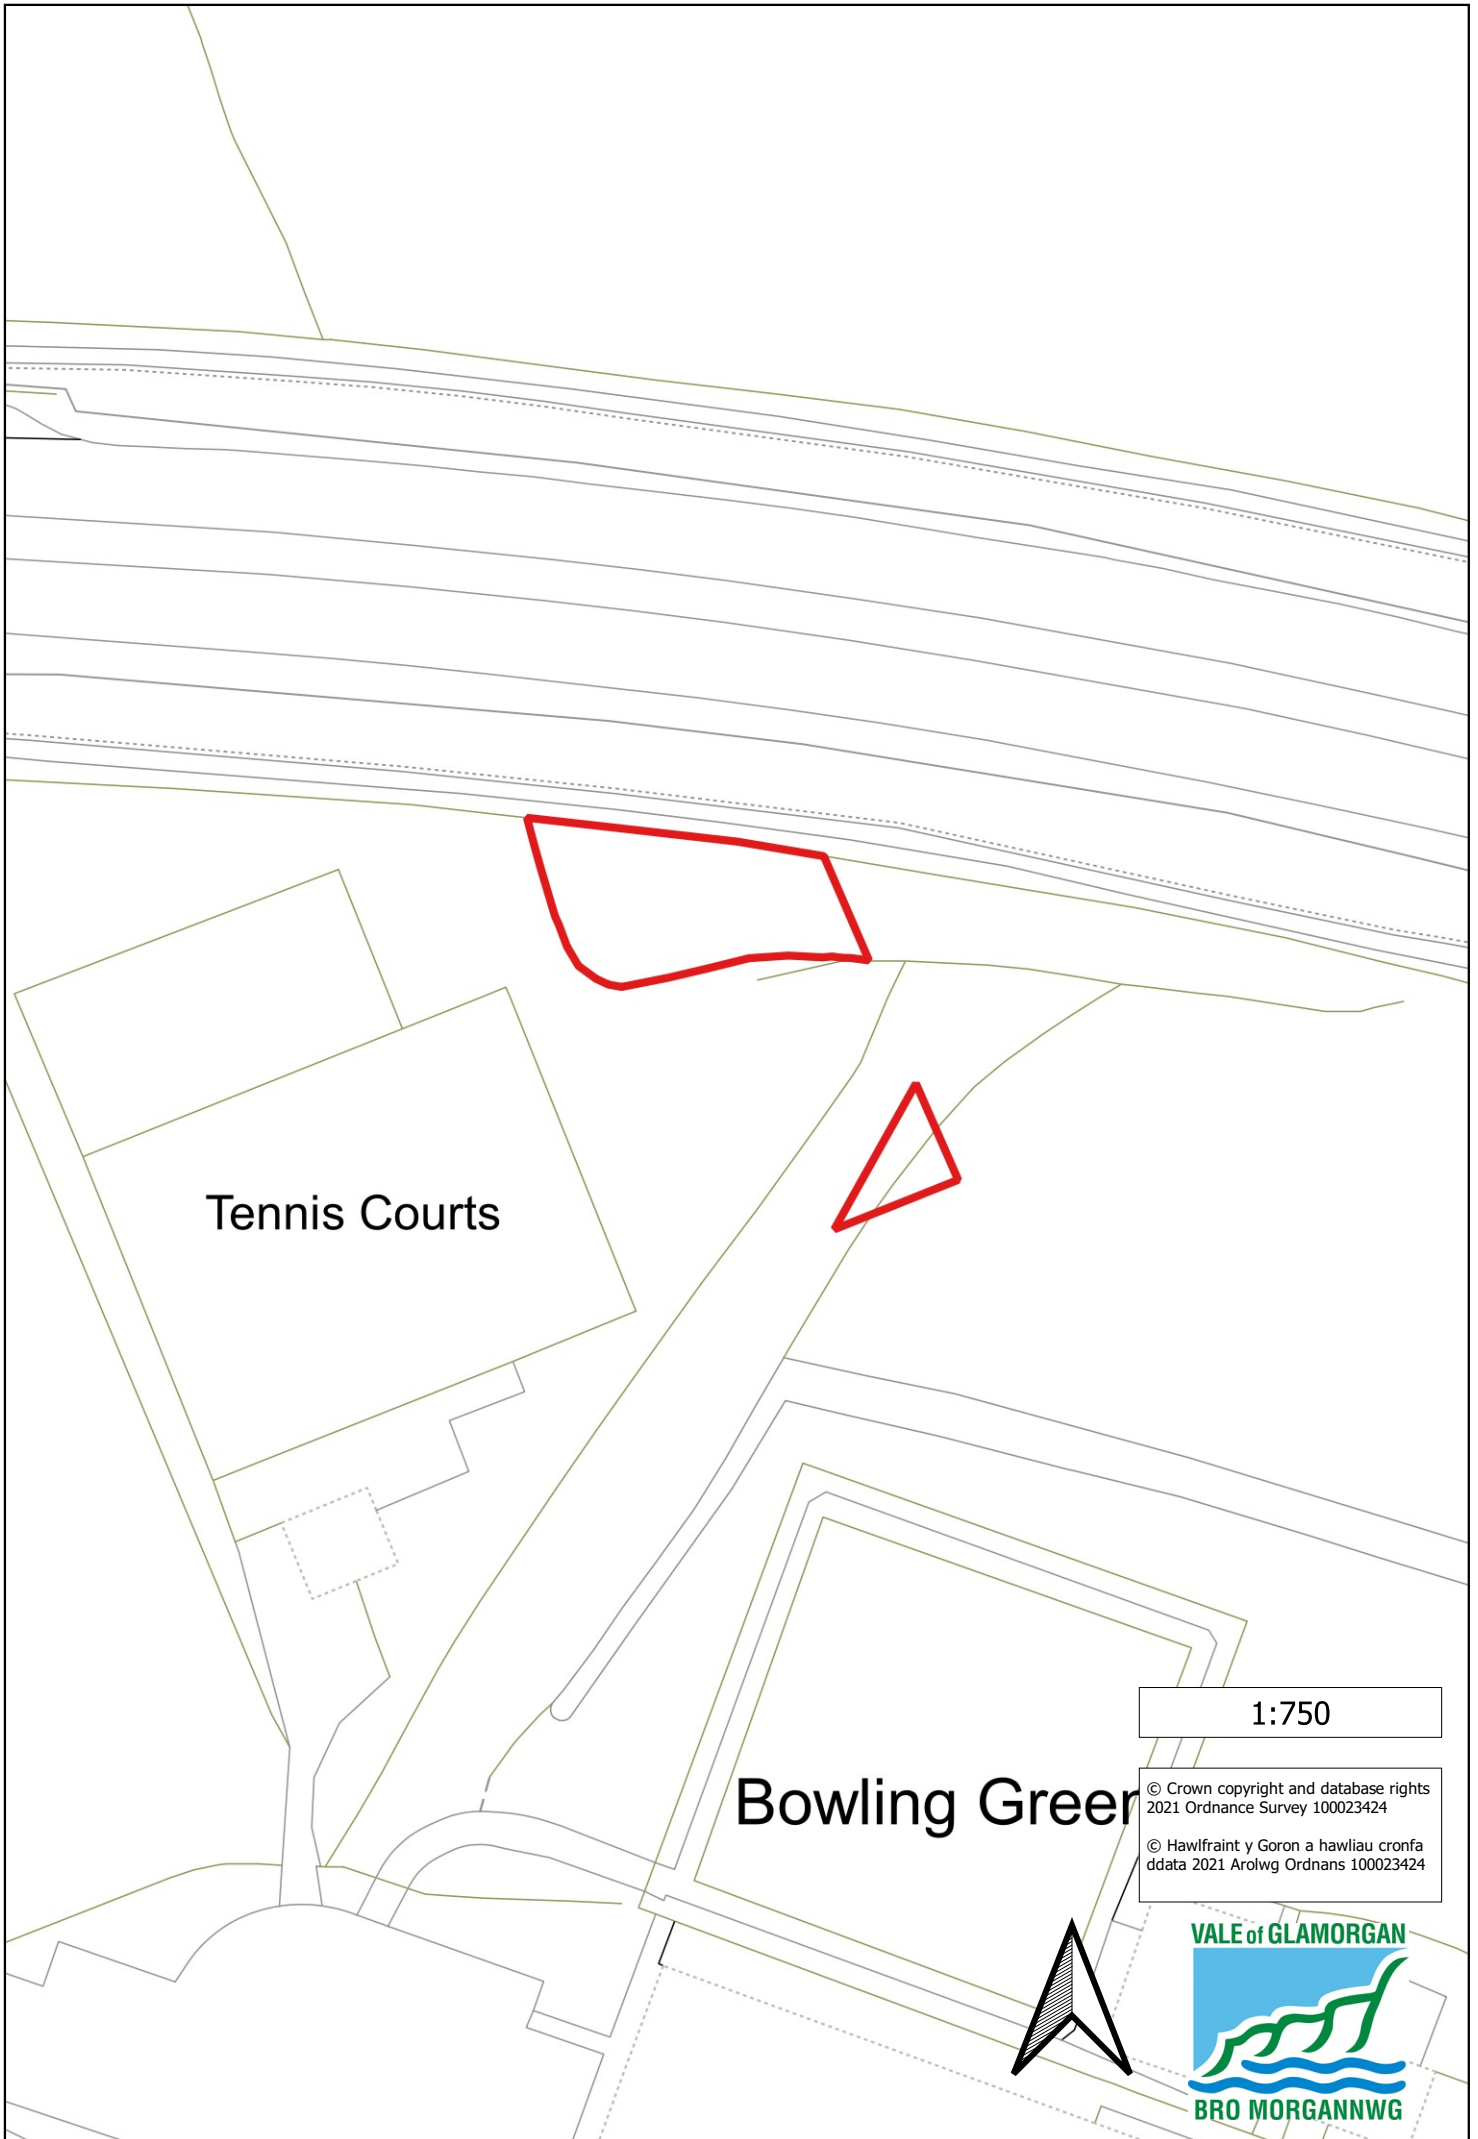 Tennis Courts
1:750
Bowling Green
© Crown copyright and database rights
2021 Ordnance Survey 100023424
© Hawlfraint y Goron a hawliau cronfa
ddata 2021 Arolwg Ordnans 100023424
VALE of GLAMORGAN
BRO MORGANNWG